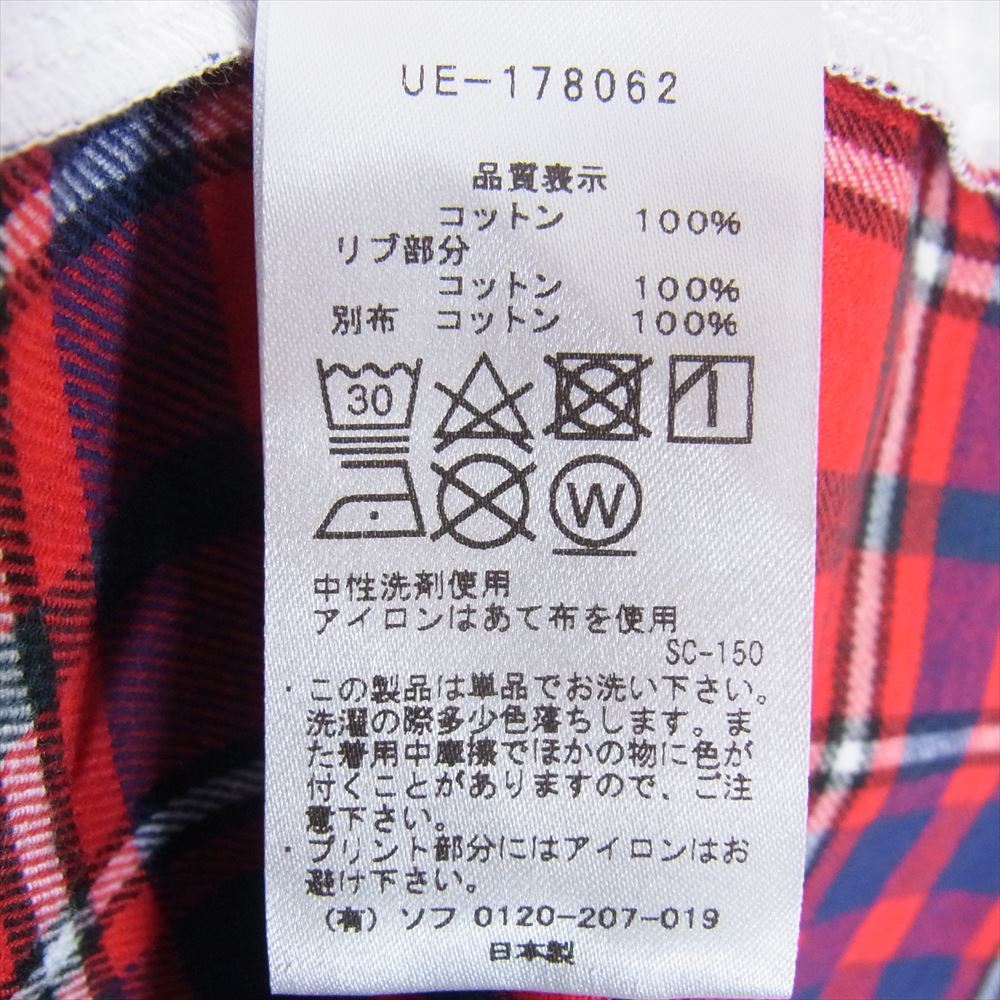 UE-178062
品質表示
コットン 100%
リブ部分
コットン 100%
別布 コットン 100%
30
W
中性洗剤使用
アイロンはあて布を使用
SC-150
・この製品は単品でお洗い下さい。
洗濯の際多少色落ちします。ま
た着用中摩擦でほかの物に色が
付くことがありますので、ご注
意下さい。
・プリント部分にはアイロンはお
避け下さい。
(有) ソフ 0120-207-019
日本製